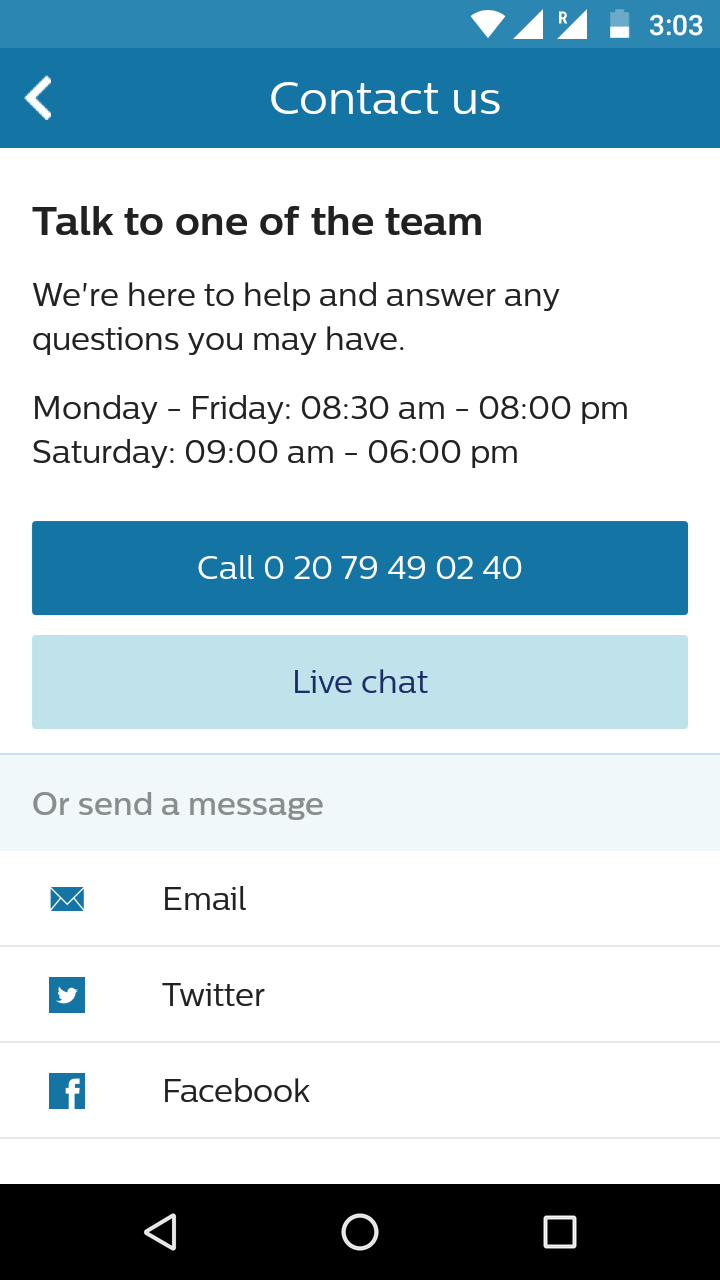 R 3:03
Contact us
Talk to one of the team
We're here to help and answer any
questions you may have.
Monday - Friday: 08:30 am - 08:00 pm
Saturday: 09:00 am - 06:00 pm
Call 0 20 79 49 02 40
Live chat
Or send a message
Email
Twitter
Facebook